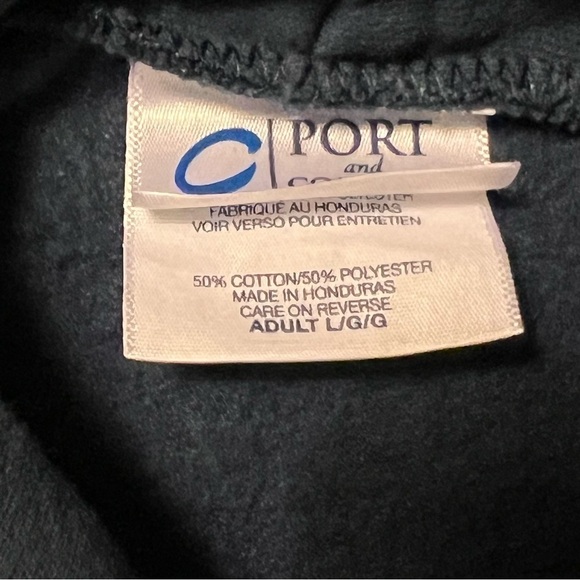 PORT
and
FABRIQUÉ AU HONDURAS
VOIR VERSO POUR ENTRETIEN
50% COTTON/50% POLYESTER
MADE IN HONDURAS
CARE ON REVERSE
ADULT L/G/G